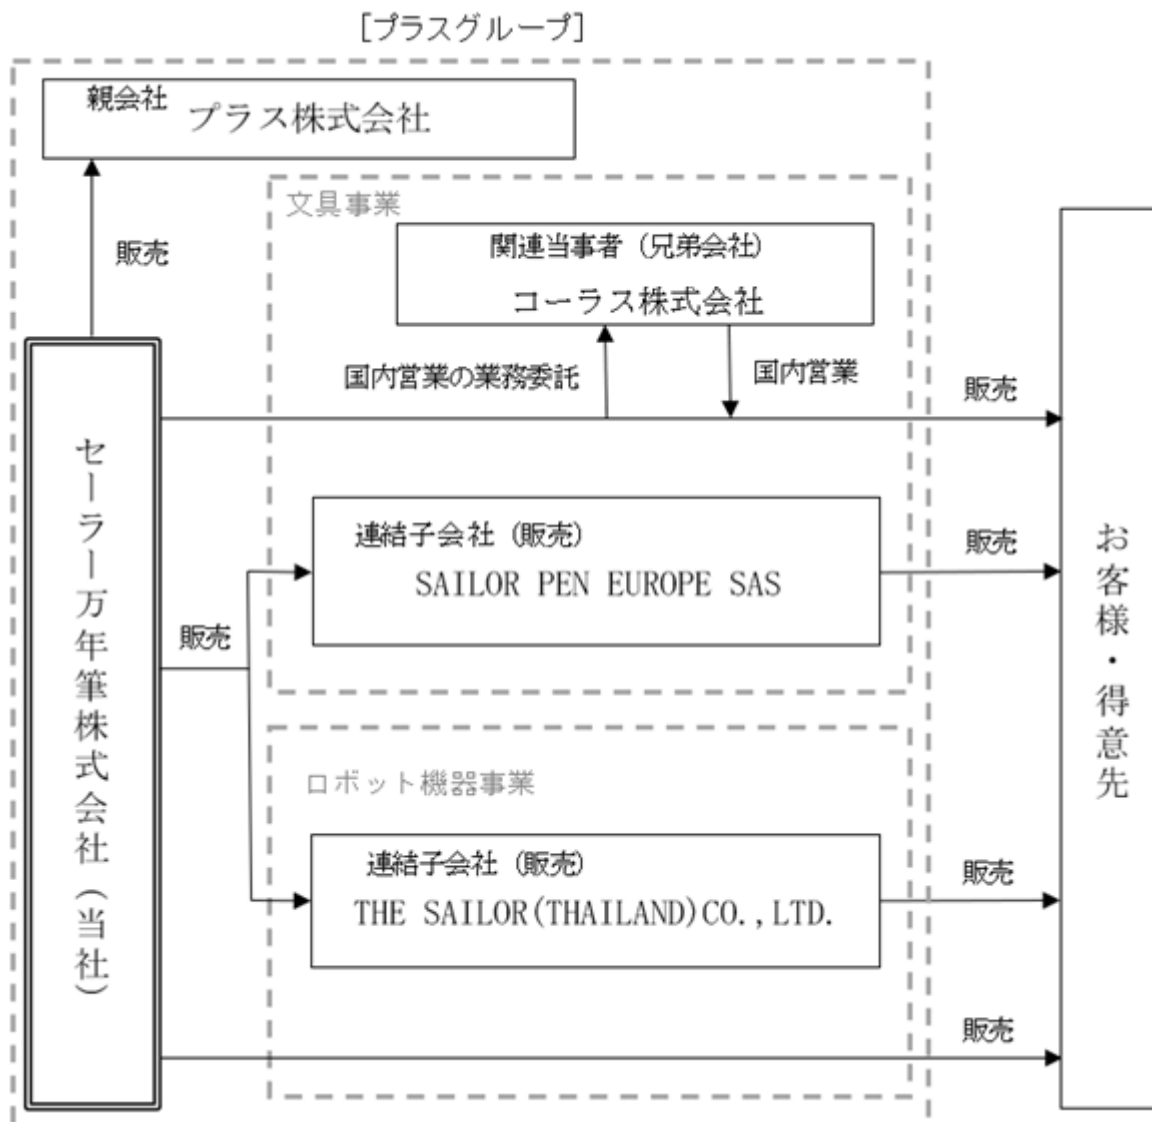 [プラスグループ]
親会社
プラス株式会社
販売
文具事業
関連当事者（兄弟会社）
コーラス株式会社
国内営業の業務委託
国内営業
販売
セーラー万年筆株式会社（当社）
連結子会社（販売）
SAILOR PEN EUROPE SAS
販売
販売
お客様・得意先
ロボット機器事業
連結子会社（販売）
THE SAILOR(THAILAND)CO.,LTD.
販売
販売